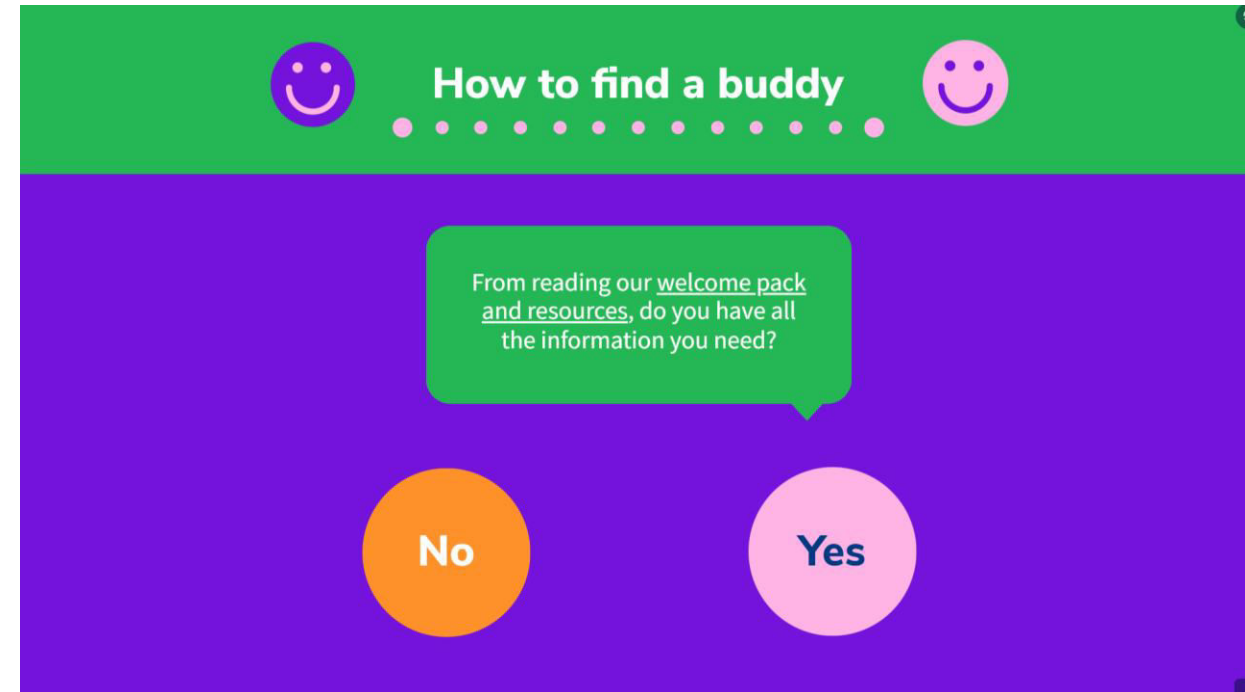 How to find a buddy
From reading our welcome pack
and resources, do you have all
the information you need?
No
Yes